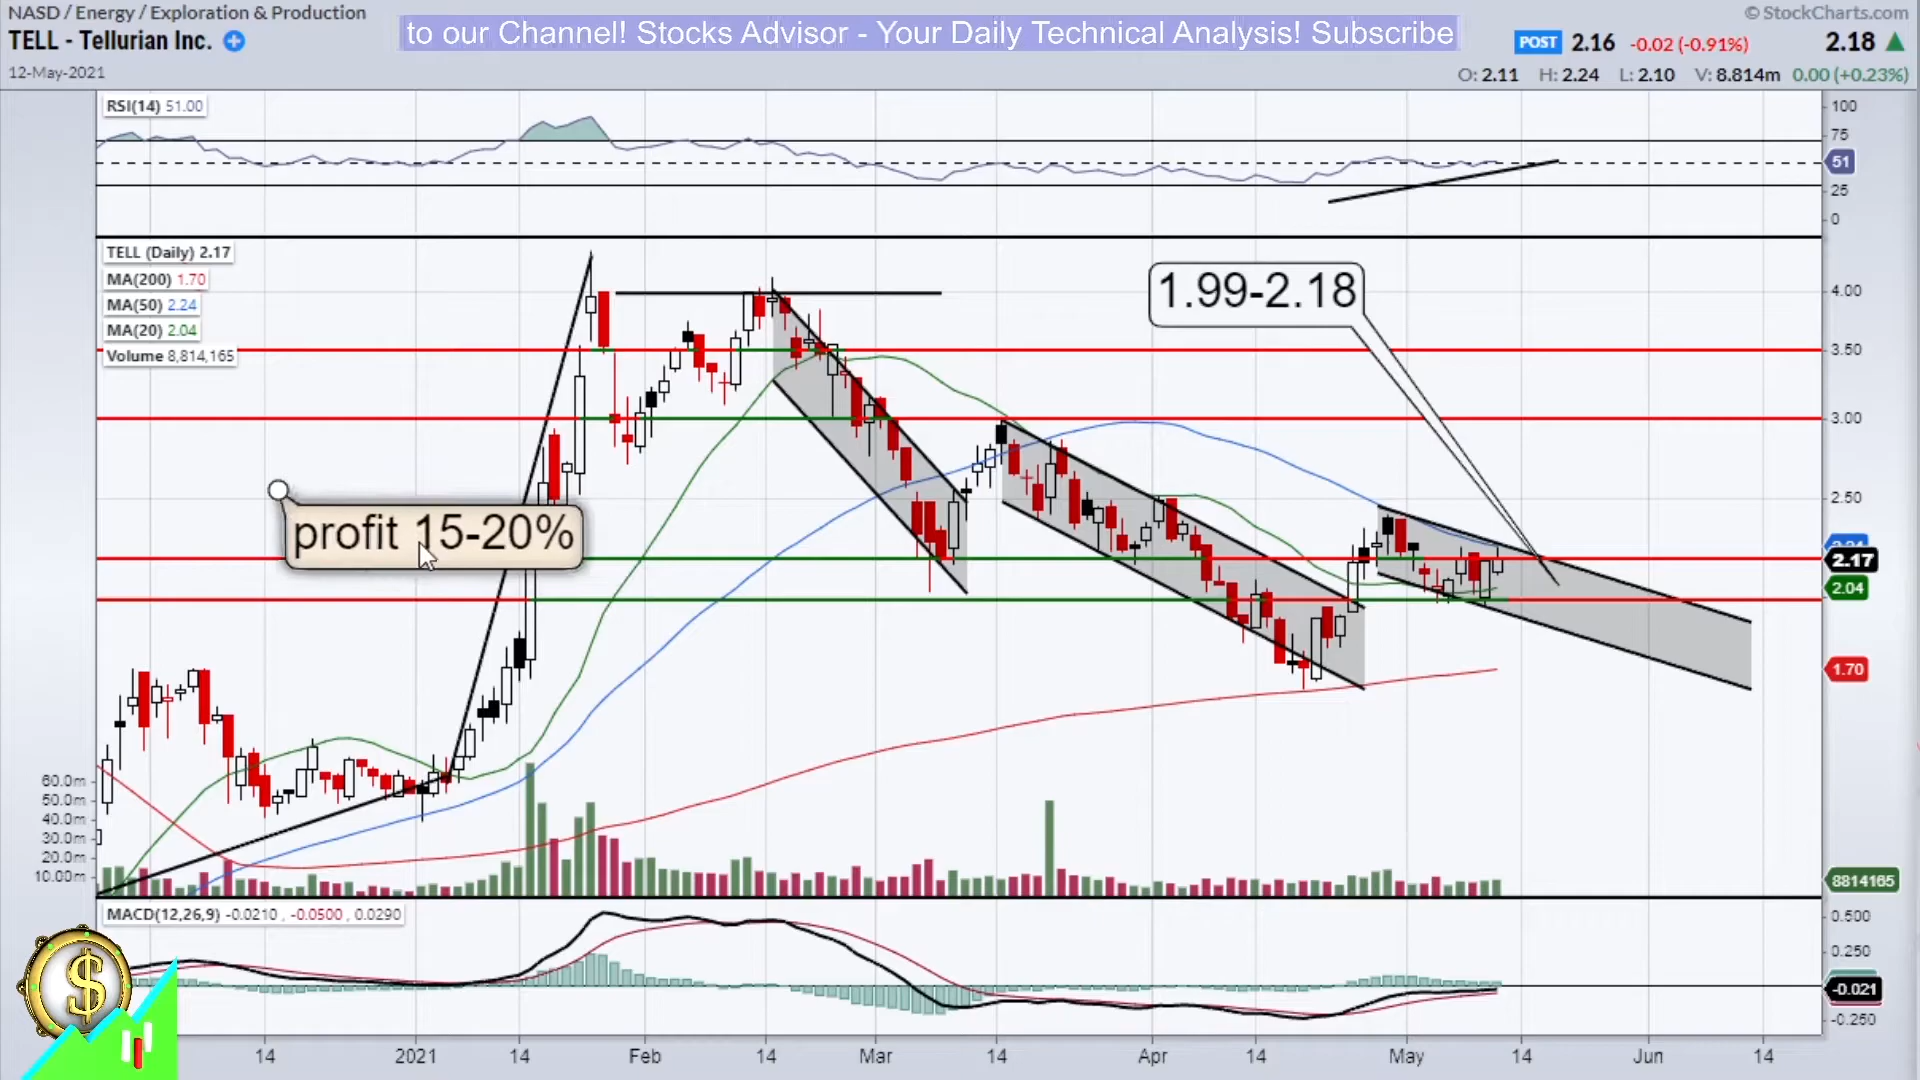 NASD / Energy / Exploration & Production
to our Channel! Stocks Advisor - Your Daily Technical Analysis! Subscribe
© StockCharts.com
TELL - Tellurian Inc.
POST 2.16 -0.02 (-0.91%) 2.18
12-May-2021
O: 2.11 H: 2.24 L: 2.10 V: 8.814m 0.00 (+0.23%)
RSI(14) 51.00
100
75
51
25
0
TELL (Daily) 2.17
MA(200) 1.70
MA(50) 2.24
MA(20) 2.04
Volume 8,814,165
1.99-2.18
4.00
3.50
3.00
2.50
profit 15-20%
2.17
2.04
1.70
60.0m
50.0m
40.0m
30.0m
20.0m
10.00m
8814165
MACD(12,26,9) -0.0210 , -0.0500 , 0.0290
0.500
0.250
-0.021
-0.250
$
14 2021 14 Feb 14 Mar 14 Apr 14 May 14 Jun 14